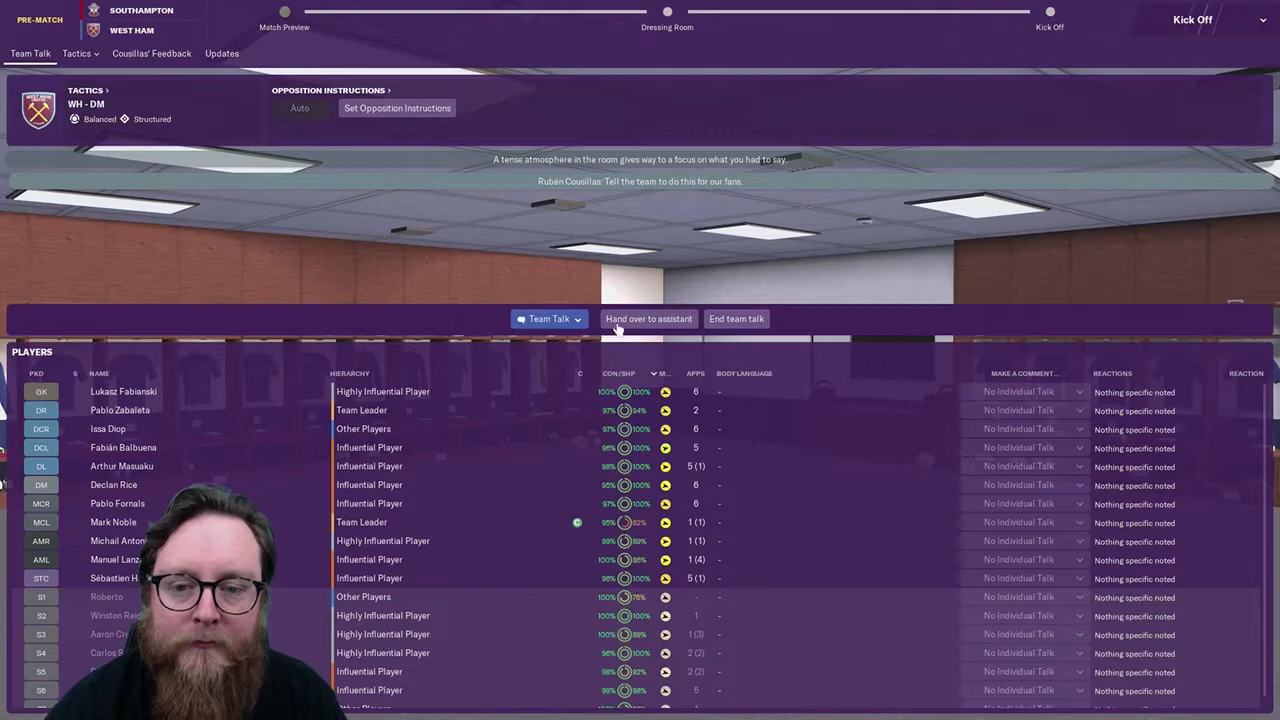 PRE-MATCH
SOUTHAMPTON
WEST HAM
Match Preview
Dressing Room
Kick Off
Kick Off
Team Talk Tactics Cousillas' Feedback Updates
TACTICS >
WH - DM
Balanced Structured
OPPOSITION INSTRUCTIONS >
Auto Set Opposition Instructions
A tense atmosphere in the room gives way to a focus on what you had to say.
Rubén Cousillas: Tell the team to do this for our fans.
Team Talk Hand over to assistant End team talk
PLAYERS
PKD S NAME HIERARCHY C CON/SHP M... APPS BODY LANGUAGE MAKE A COMMENT... REACTIONS REACTION
GK Lukasz Fabianski Highly Influential Player 100% 100% 6 - No Individual Talk Nothing specific noted
DR Pablo Zabaleta Team Leader 97% 94% 2 - No Individual Talk Nothing specific noted
DCR Issa Diop Other Players 97% 100% 6 - No Individual Talk Nothing specific noted
DCL Fabián Balbuena Influential Player 96% 100% 5 - No Individual Talk Nothing specific noted
DL Arthur Masuaku Influential Player 98% 100% 5 (1) - No Individual Talk Nothing specific noted
DM Declan Rice Influential Player 95% 100% 6 - No Individual Talk Nothing specific noted
MCR Pablo Fornals Influential Player 97% 100% 6 - No Individual Talk Nothing specific noted
MCL Mark Noble Team Leader C 95% 62% 1 (1) - No Individual Talk Nothing specific noted
AMR Michail Anton Highly Influential Player 99% 89% 1 (1) - No Individual Talk Nothing specific noted
AML Manuel Lanz Influential Player 100% 86% 1 (4) - No Individual Talk Nothing specific noted
STC Sébastien H Influential Player 96% 100% 5 (1) - No Individual Talk Nothing specific noted
S1 Roberto Other Players 100% 76% - - No Individual Talk Nothing specific noted
S2 Winston Rei Highly Influential Player 100% 100% 1 - No Individual Talk Nothing specific noted
S3 Aaron Cr Highly Influential Player 100% 89% 1 (3) - No Individual Talk Nothing specific noted
S4 Carlos S Highly Influential Player 96% 100% 2 (2) - No Individual Talk Nothing specific noted
S5 Influential Player 98% 92% 2 (2) - No Individual Talk Nothing specific noted
S6 Influential Player 99% 98% 5 - No Individual Talk Nothing specific noted